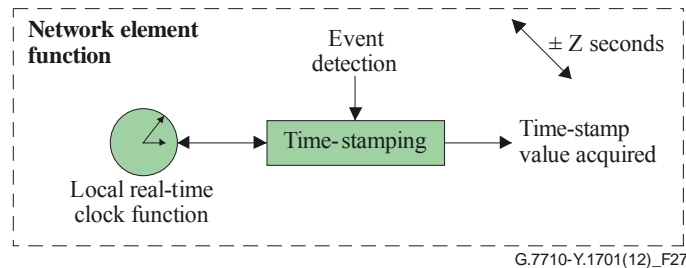 Network element
function
Event
detection
± Z seconds
Time-stamping
Time-stamp
value acquired
Local real-time
clock function
G.7710-Y.1701(12)_F27